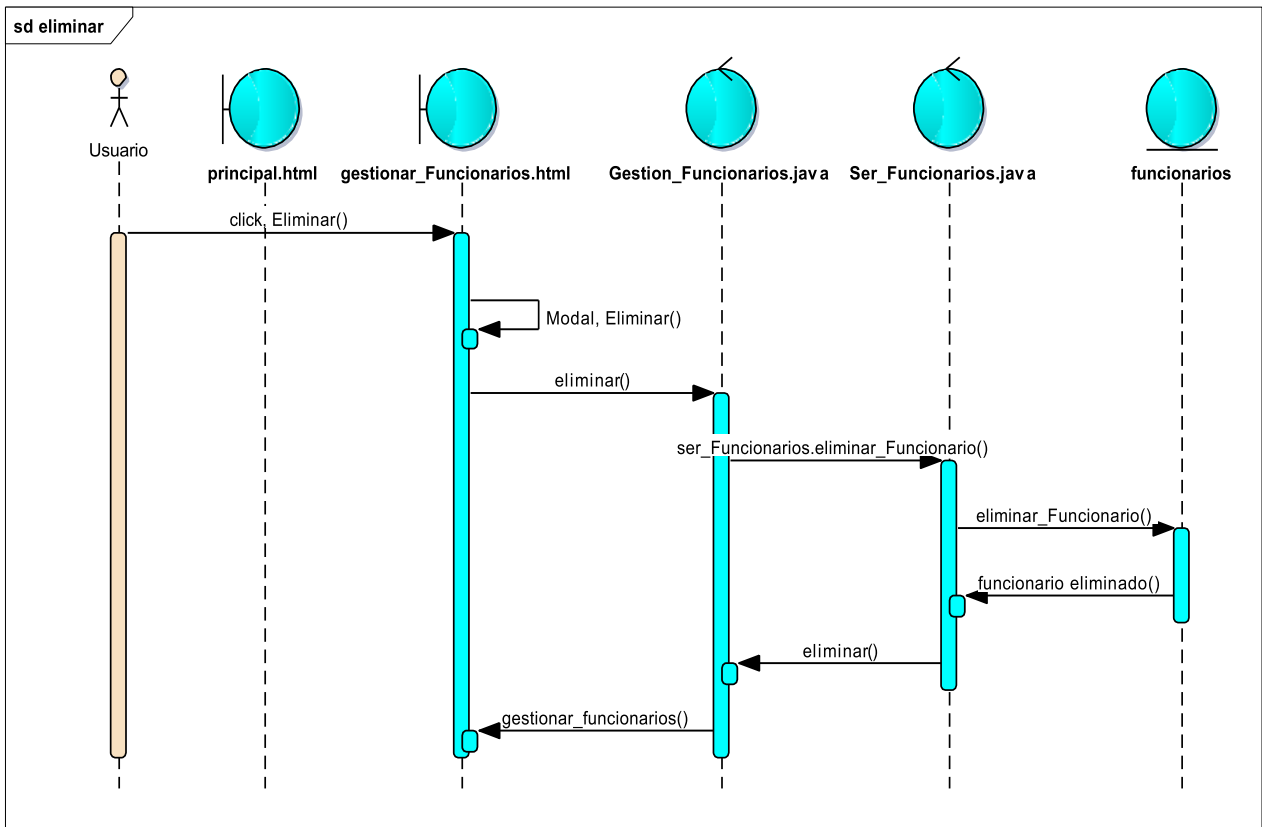 sd eliminar
Usuario
principal.html
gestionar_Funcionarios.html
Gestion_Funcionarios.java
Ser_Funcionarios.java
funcionarios
click, Eliminar()
Modal, Eliminar()
eliminar()
ser_Funcionarios.eliminar_Funcionario()
eliminar_Funcionario()
funcionario eliminado()
eliminar()
gestionar_funcionarios()